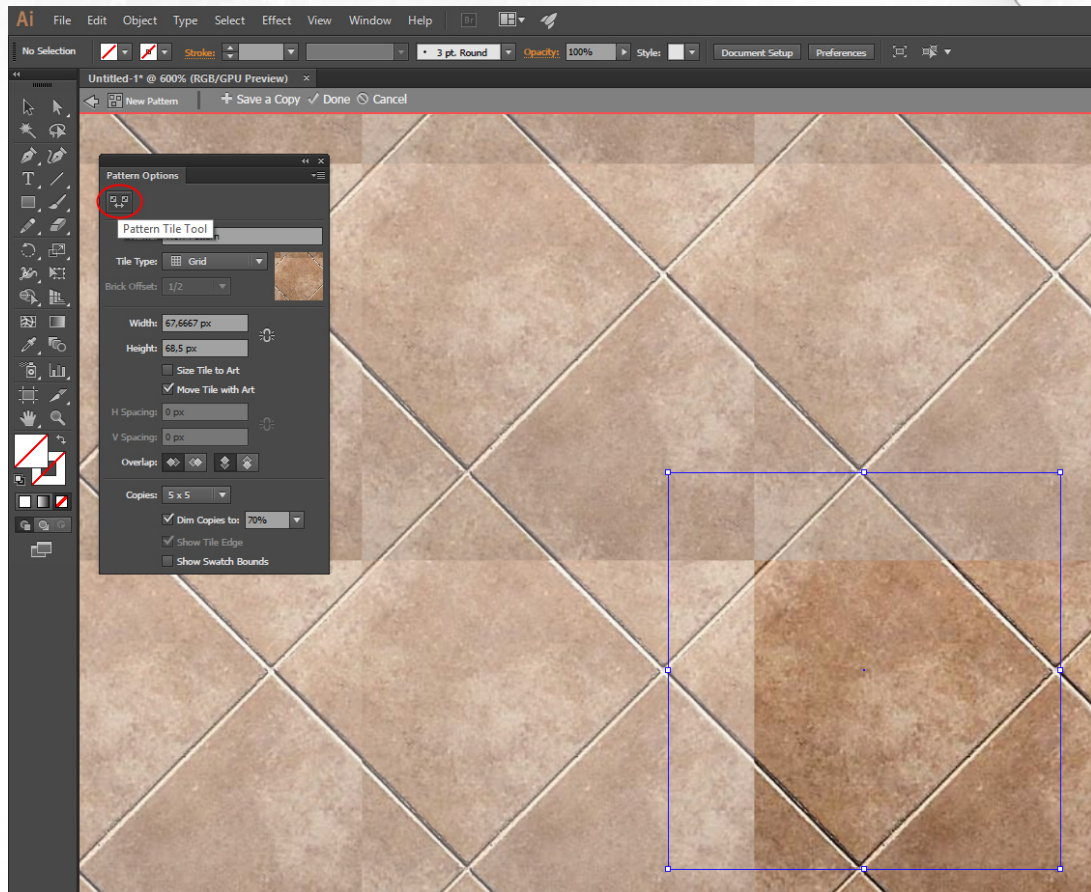 Ai File Edit Object Type Select Effect View Window Help Br
No Selection Stroke: 3 pt. Round Opacity: 100% Style: Document Setup Preferences
Untitled-1* @ 600% (RGB/GPU Preview) ×
New Pattern + Save a Copy ✓ Done Cancel
Pattern Options
Pattern Tile Tool
Tile Type: Grid
Brick Offset: 1/2
Width: 67,6667 px
Height: 68,5 px
Size Tile to Art
Move Tile with Art
H Spacing: 0 px
V Spacing: 0 px
Overlap:
Copies: 5 x 5
Dim Copies to: 70%
Show Tile Edge
Show Swatch Bounds